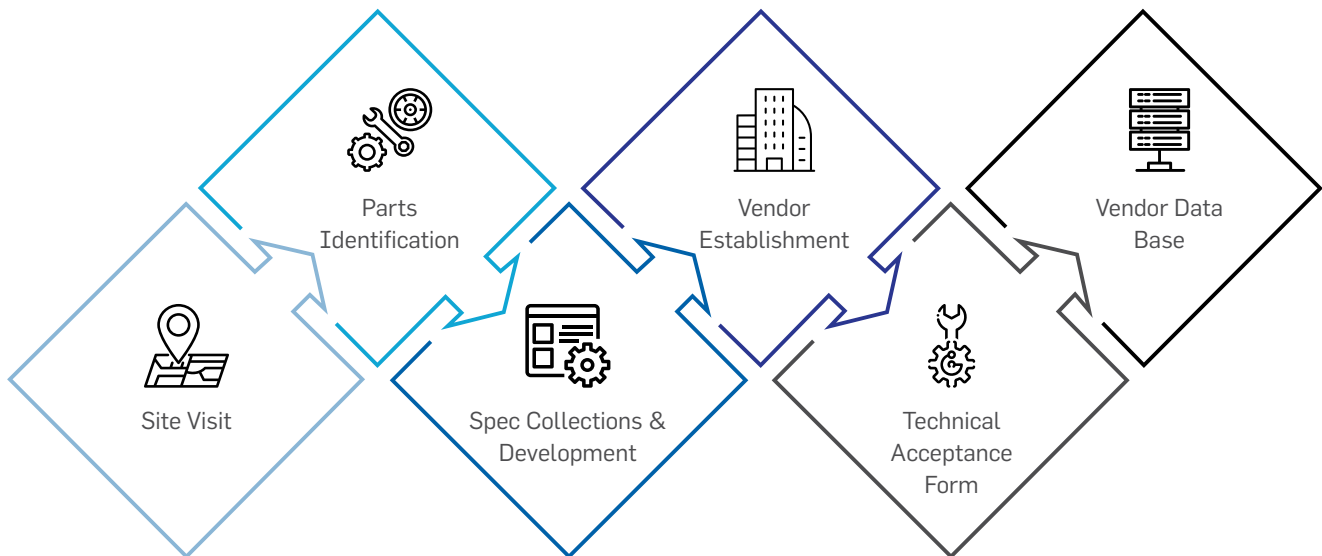 Site Visit
Parts
Identification
Spec Collections &
Development
Vendor
Establishment
Technical
Acceptance
Form
Vendor Data
Base